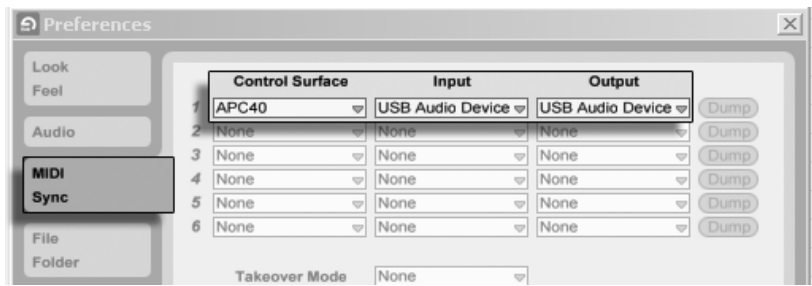 Preferences
Look
Feel
Audio
MIDI
Sync
File
Folder
Control Surface Input Output
1 APC40 USB Audio Device USB Audio Device Dump
2 None None None Dump
3 None None None Dump
4 None None None Dump
5 None None None Dump
6 None None None Dump
Takeover Mode None